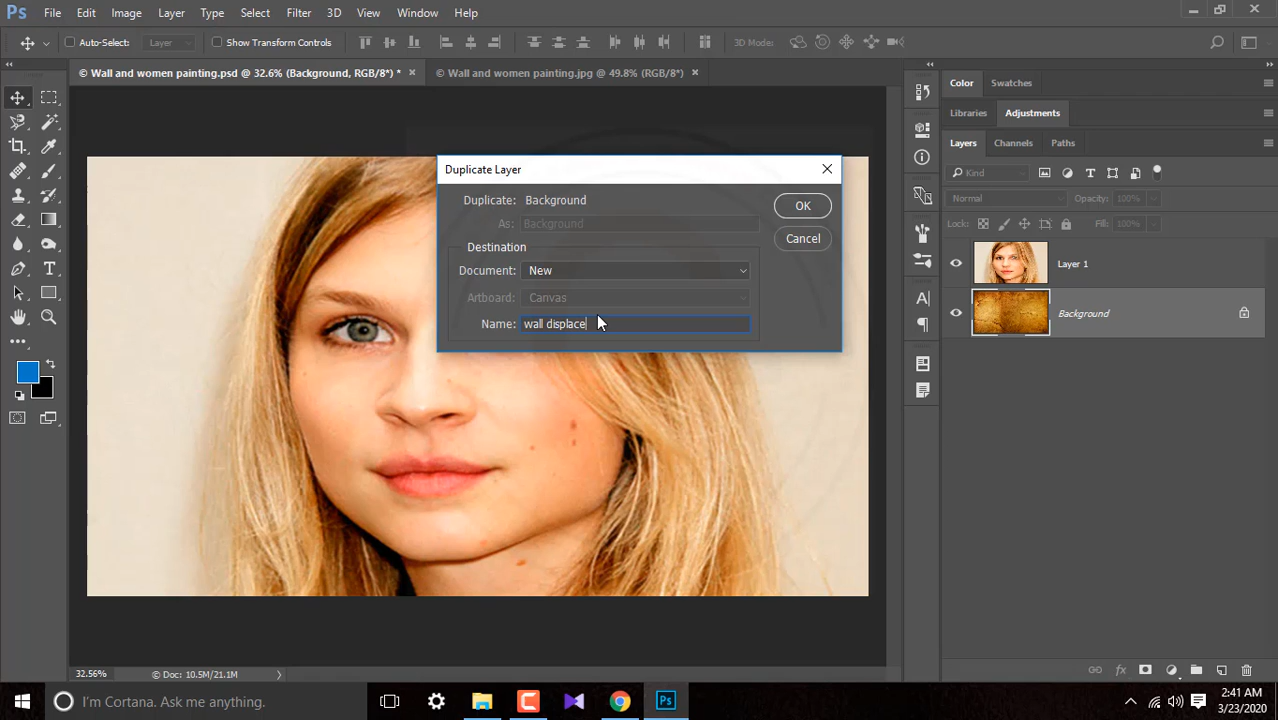 Ps File Edit Image Layer Type Select Filter 3D View Window Help
Auto-Select: Layer Show Transform Controls 3D Modes:
© Wall and women painting.psd @ 32.6% (Background, RGB/8*) * × © Wall and women painting.jpg @ 49.8% (RGB/8*) ×
Color Swatches
Libraries Adjustments
Layers Channels Paths
Kind
Normal Opacity: 100%
Lock: Fill: 100%
Layer 1
Background
Duplicate Layer
Duplicate: Background
As: Background
Destination
Document: New
Artboard: Canvas
Name: wall displace
OK
Cancel
32.56% © Doc: 10.5M/21.1M
I'm Cortana. Ask me anything.
Ps
2:41 AM
3/23/2020